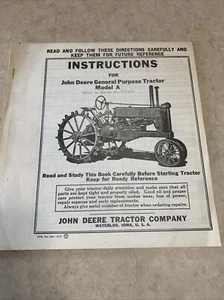 READ AND FOLLOW THESE DIRECTIONS CAREFULLY AND
KEEP THEM FOR FUTURE REFERENCE
INSTRUCTIONS
FOR
John Deere General Purpose Tractor
Model A
Read and Study This Book Carefully Before Starting Tractor
Keep for Ready Reference
Give your tractor daily attention and make sure that all
parts are kept tight and properly oiled. Good oil and proper
care protect your tractor from undue wear, loss of power,
repair expense and early replacements.
Always give serial number of tractor when ordering repairs.
JOHN DEERE TRACTOR COMPANY
WATERLOO, IOWA, U. S. A.